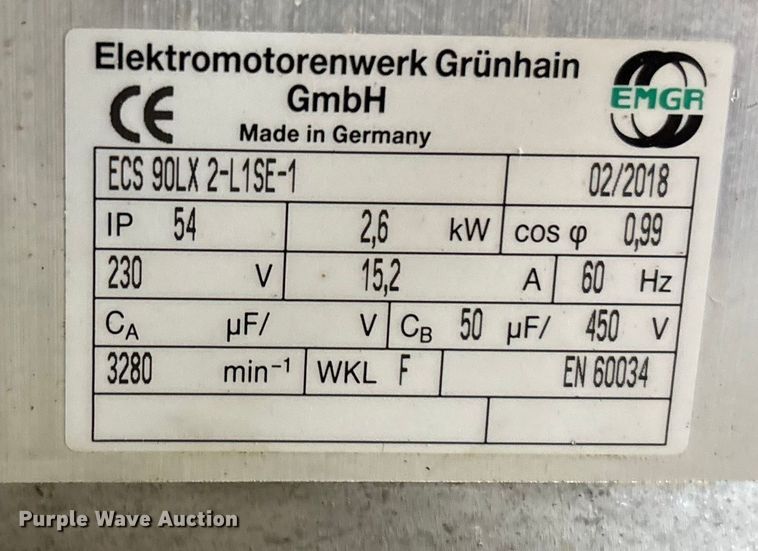 Elektromotorenwerk Grünhain
GmbH
EMGR
CE
Made in Germany
ECS 90LX 2-L1SE-1 02/2018
IP 54 2,6 kW cos φ 0,99
230 V 15,2 A 60 Hz
CA µF/ V CB 50 µF/ 450 V
3280 min-1 WKL F EN 60034
Purple Wave Auction